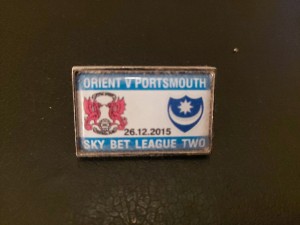 ORIENT V PORTSMOUTH
26.12.2015
SKY BET LEAGUE TWO